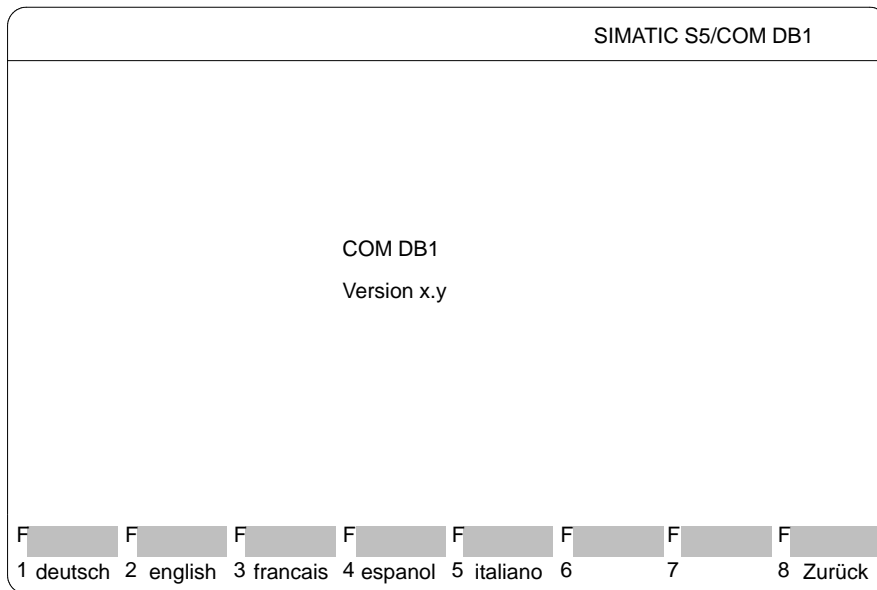 SIMATIC S5/COM DB1
COM DB1
Version x.y
F F F F F F F F
1 deutsch 2 english 3 francais 4 espanol 5 italiano 6 7 8 Zurück